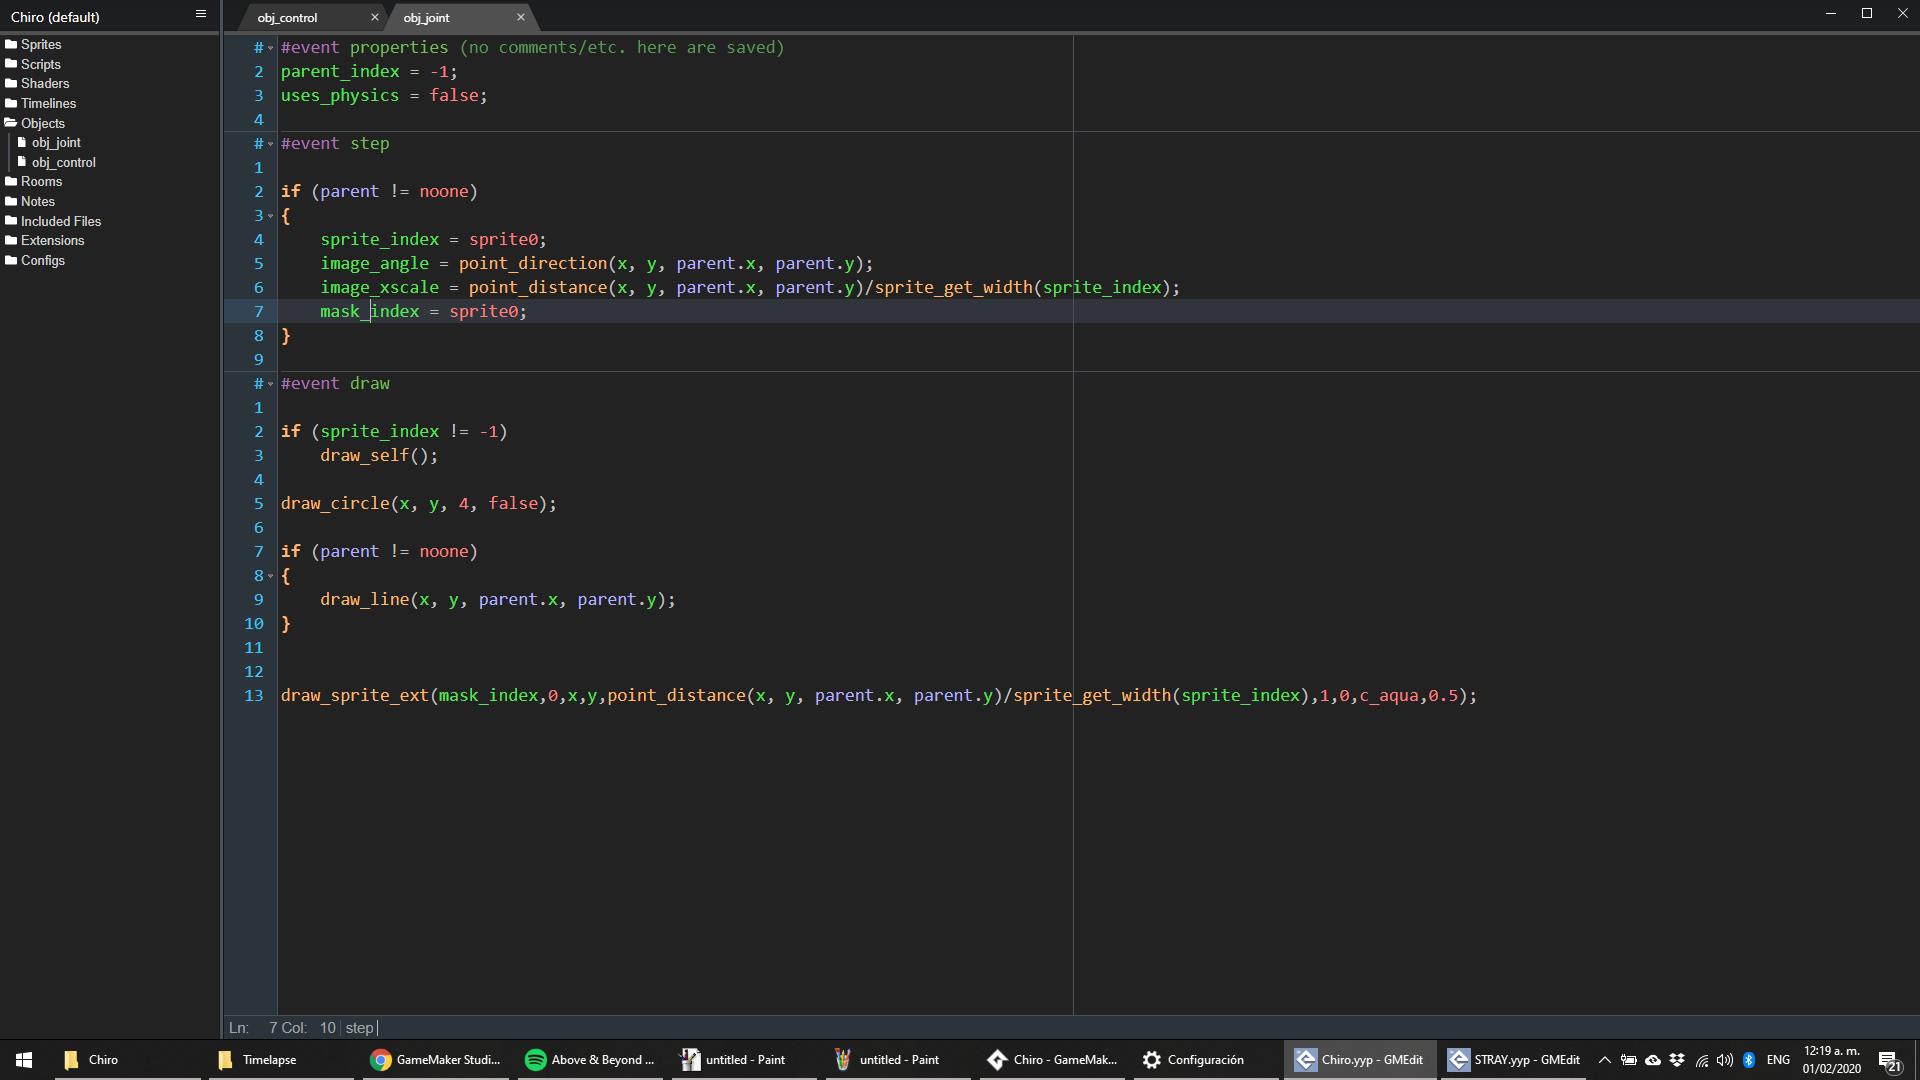 Chiro (default)
obj_control
obj_joint
Sprites
Scripts
Shaders
Timelines
Objects
obj_joint
obj_control
Rooms
Notes
Included Files
Extensions
Configs
# #event properties (no comments/etc. here are saved)
2 parent_index = -1;
3 uses_physics = false;
4
# #event step
1
2 if (parent != noone)
3 {
4 sprite_index = sprite0;
5 image_angle = point_direction(x, y, parent.x, parent.y);
6 image_xscale = point_distance(x, y, parent.x, parent.y)/sprite_get_width(sprite_index);
7 mask_index = sprite0;
8 }
9
# #event draw
1
2 if (sprite_index != -1)
3 draw_self();
4
5 draw_circle(x, y, 4, false);
6
7 if (parent != noone)
8 {
9 draw_line(x, y, parent.x, parent.y);
10 }
11
12
13 draw_sprite_ext(mask_index,0,x,y,point_distance(x, y, parent.x, parent.y)/sprite_get_width(sprite_index),1,0,c_aqua,0.5);
Ln: 7 Col: 10 step
Chiro
Timelapse
GameMaker Studi...
Above & Beyond ...
untitled - Paint
untitled - Paint
Chiro - GameMak...
Configuración
Chiro.yyp - GMEdit
STRAY.yyp - GMEdit
ENG
12:19 a. m.
01/02/2020
21